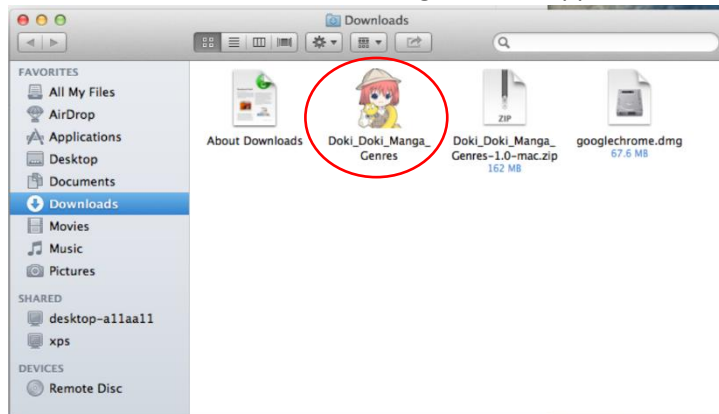 Downloads
FAVORITES
All My Files
AirDrop
Applications
Desktop
Documents
Downloads
Movies
Music
Pictures
SHARED
desktop-a11aa11
xps
DEVICES
Remote Disc
About Downloads
Doki_Doki_Manga_
Genres
ZIP
Doki_Doki_Manga_
Genres-1.0-mac.zip
162 MB
googlechrome.dmg
67.6 MB